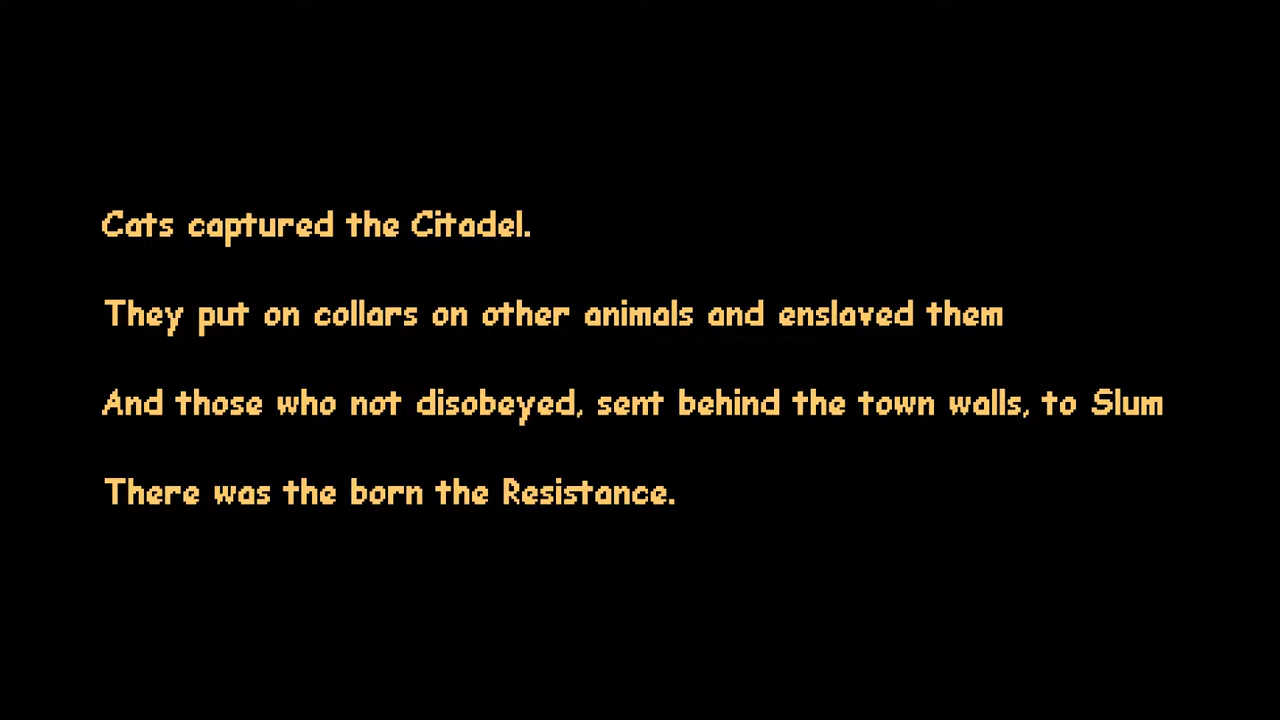 Cats captured the Citadel.
They put on collars on other animals and enslaved them
And those who not disobeyed, sent behind the town walls, to Slum
There was the born the Resistance.